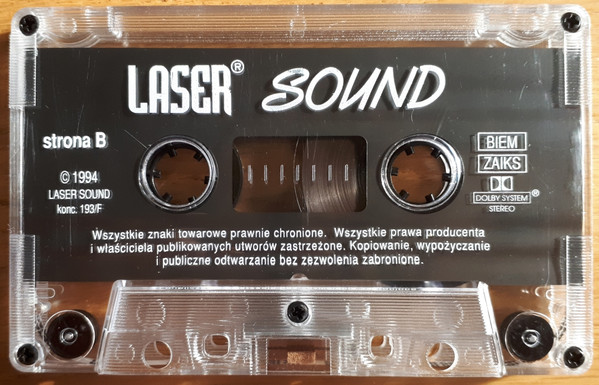 LASER® SOUND
strona B
© 1994
LASER SOUND
konc. 193/F
BIEM
ZAIKS
DOLBY SYSTEM®
STEREO
Wszystkie znaki towarowe prawnie chronione. Wszystkie prawa producenta
i właściciela publikowanych utworów zastrzeżone. Kopiowanie, wypożyczanie
i publiczne odtwarzanie bez zezwolenia zabronione.